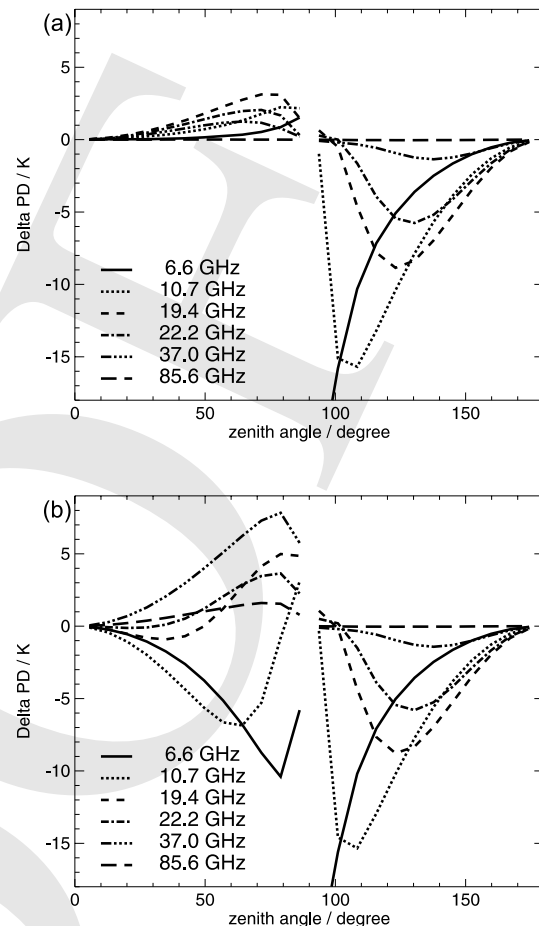 (a)
5
0
-5
-10
-15
Delta PD / K
6.6 GHz
10.7 GHz
19.4 GHz
22.2 GHz
37.0 GHz
85.6 GHz
0 50 100 150
zenith angle / degree
(b)
5
0
-5
-10
-15
Delta PD / K
6.6 GHz
10.7 GHz
19.4 GHz
22.2 GHz
37.0 GHz
85.6 GHz
0 50 100 150
zenith angle / degree